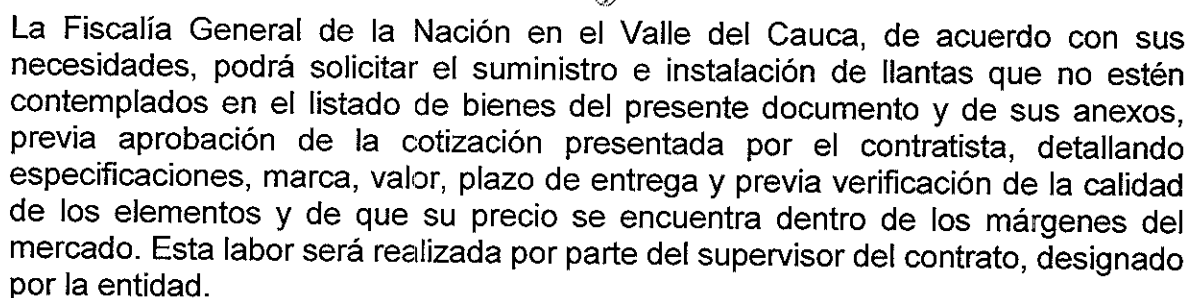 La Fiscalía General de la Nación en el Valle del Cauca, de acuerdo con sus
necesidades, podrá solicitar el suministro e instalación de llantas que no estén
contemplados en el listado de bienes del presente documento y de sus anexos,
previa aprobación de la cotización presentada por el contratista, detallando
especificaciones, marca, valor, plazo de entrega y previa verificación de la calidad
de los elementos y de que su precio se encuentra dentro de los márgenes del
mercado. Esta labor será realizada por parte del supervisor del contrato, designado
por la entidad.